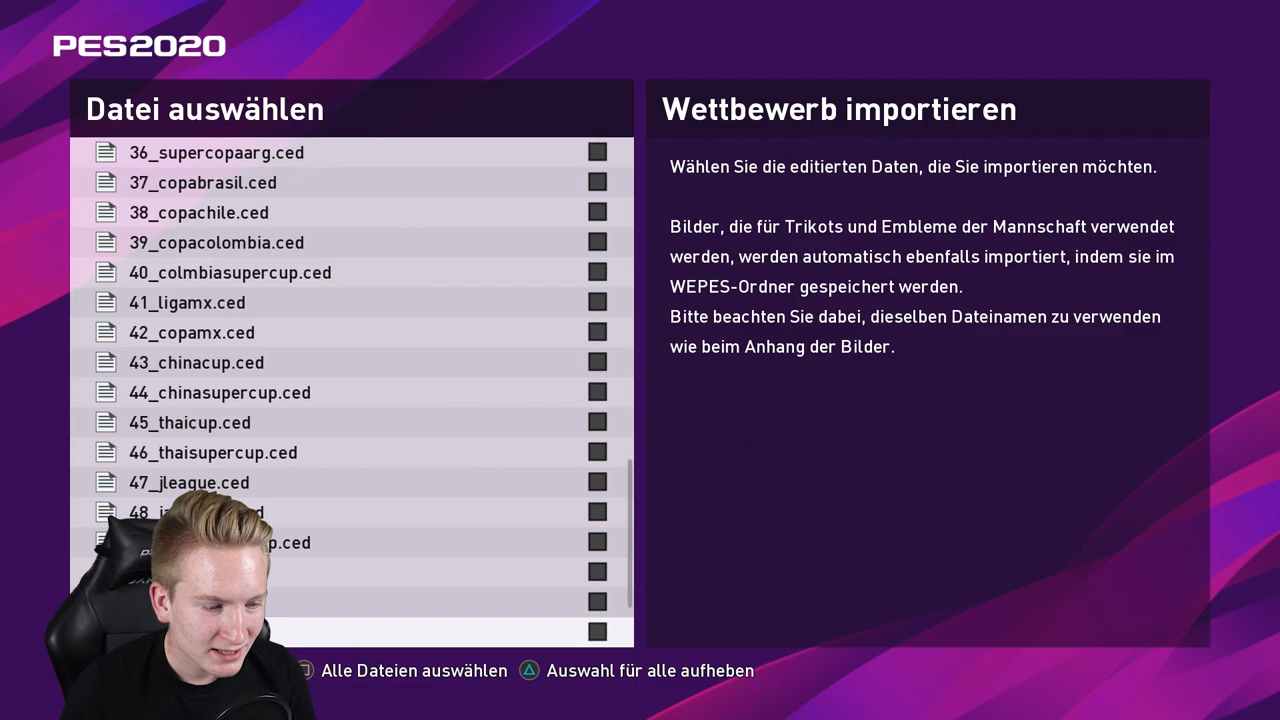 PES2020
Datei auswählen
36_supercopaarg.ced
37_copabrasil.ced
38_copachile.ced
39_copacolombia.ced
40_colmbiasupercup.ced
41_ligamx.ced
42_copamx.ced
43_chinacup.ced
44_chinasupercup.ced
45_thaicup.ced
46_thaisupercup.ced
47_jleague.ced
Wettbewerb importieren
Wählen Sie die editierten Daten, die Sie importieren möchten.
Bilder, die für Trikots und Embleme der Mannschaft verwendet
werden, werden automatisch ebenfalls importiert, indem sie im
WEPES-Ordner gespeichert werden.
Bitte beachten Sie dabei, dieselben Dateinamen zu verwenden
wie beim Anhang der Bilder.
Alle Dateien auswählen
Auswahl für alle aufheben